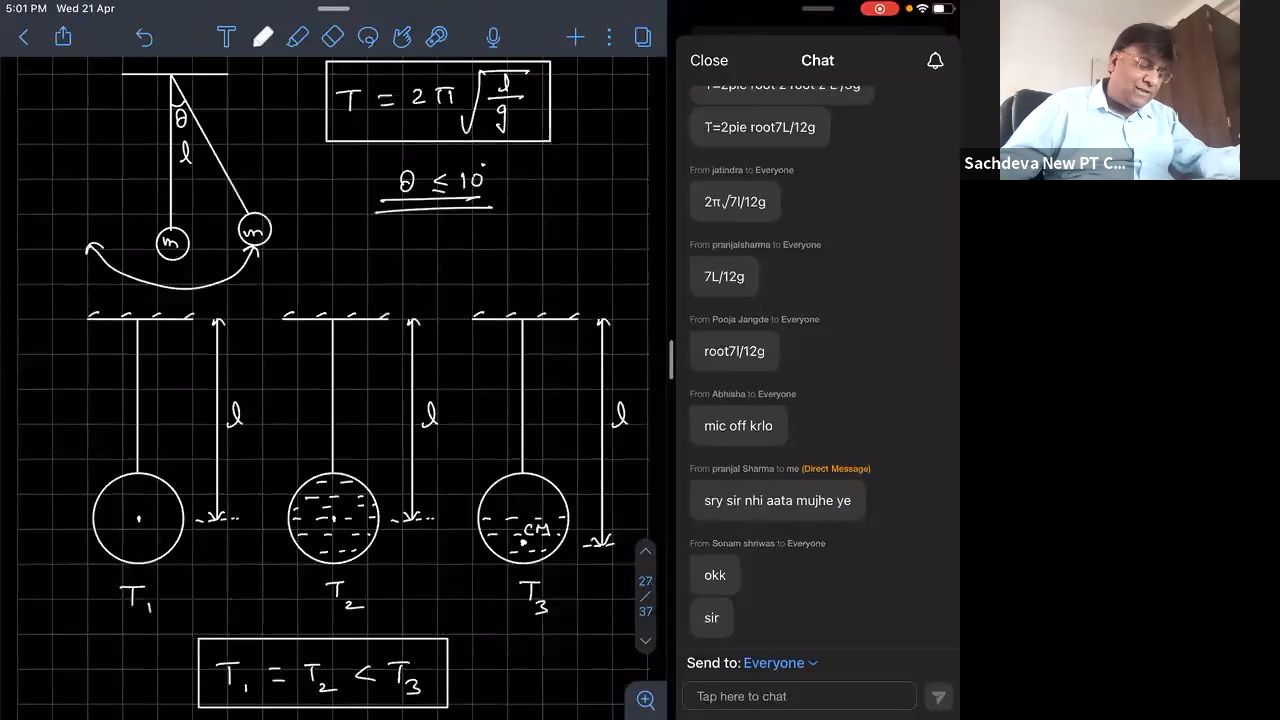 5:01 PM Wed 21 Apr
T = 2π √l/g
θ
l
θ ≤ 10°
m
m
l
l
l
CM
T1
T2
T3
T1 = T2 < T3
27
/
37
Close
Chat
T=2pie root7L/12g
From jatindra to Everyone
2π√7l/12g
From pranjalsharma to Everyone
7L/12g
From Pooja Jangde to Everyone
root7l/12g
From Abhisha to Everyone
mic off krlo
From pranjal Sharma to me (Direct Message)
sry sir nhi aata mujhe ye
From Sonam shriwas to Everyone
okk
sir
Send to: Everyone
Tap here to chat
Sachdeva New PT C...